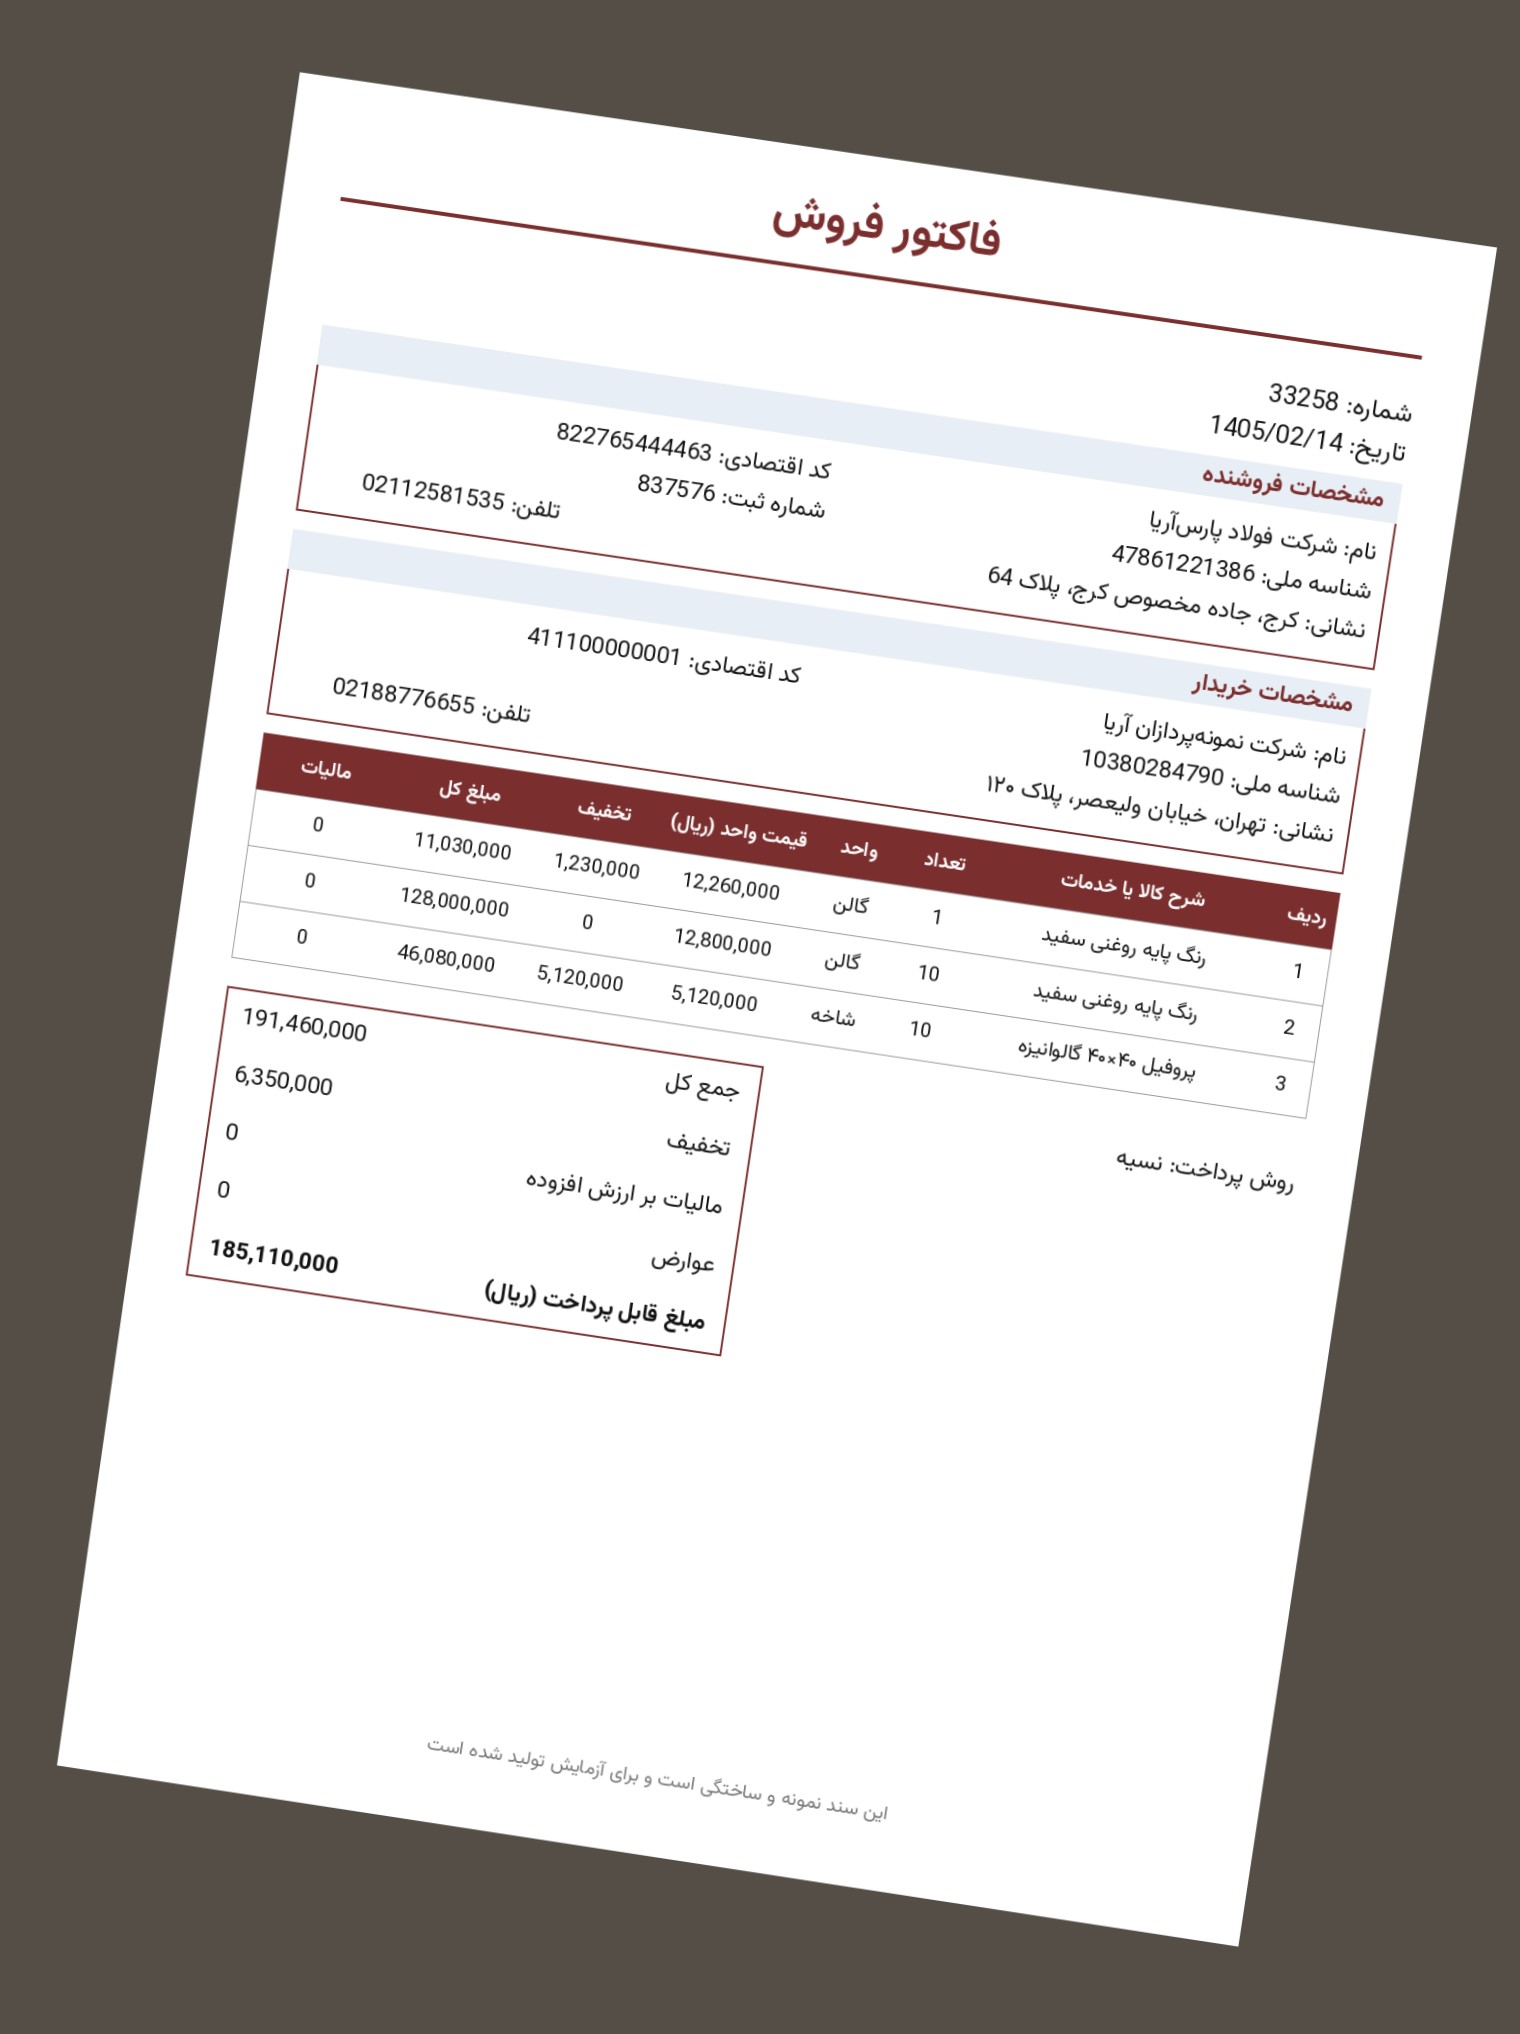 فاکتور فروش
شماره: 33258
تاریخ: 1405/02/14
مشخصات فروشنده
نام: شرکت فولاد پارس‌آریا کد اقتصادی: 822765444463
شناسه ملی: 47861221386 شماره ثبت: 837576
نشانی: کرج، جاده مخصوص کرج، پلاک 64 تلفن: 02112581535
مشخصات خریدار
نام: شرکت نمونه‌پردازان آریا کد اقتصادی: 411100000001
شناسه ملی: 10380284790
نشانی: تهران، خیابان ولیعصر، پلاک ۱۲۰ تلفن: 02188776655
ردیف شرح کالا یا خدمات تعداد واحد قیمت واحد (ریال) تخفیف مبلغ کل مالیات
1 رنگ پایه روغنی سفید 1 گالن 12,260,000 1,230,000 11,030,000 0
2 رنگ پایه روغنی سفید 10 گالن 12,800,000 0 128,000,000 0
3 پروفیل ۴۰×۴۰ گالوانیزه 10 شاخه 5,120,000 5,120,000 46,080,000 0
جمع کل 191,460,000
تخفیف 6,350,000
مالیات بر ارزش افزوده 0
عوارض 0
مبلغ قابل پرداخت (ریال) 185,110,000
روش پرداخت: نسیه
این سند نمونه و ساختگی است و برای آزمایش تولید شده است